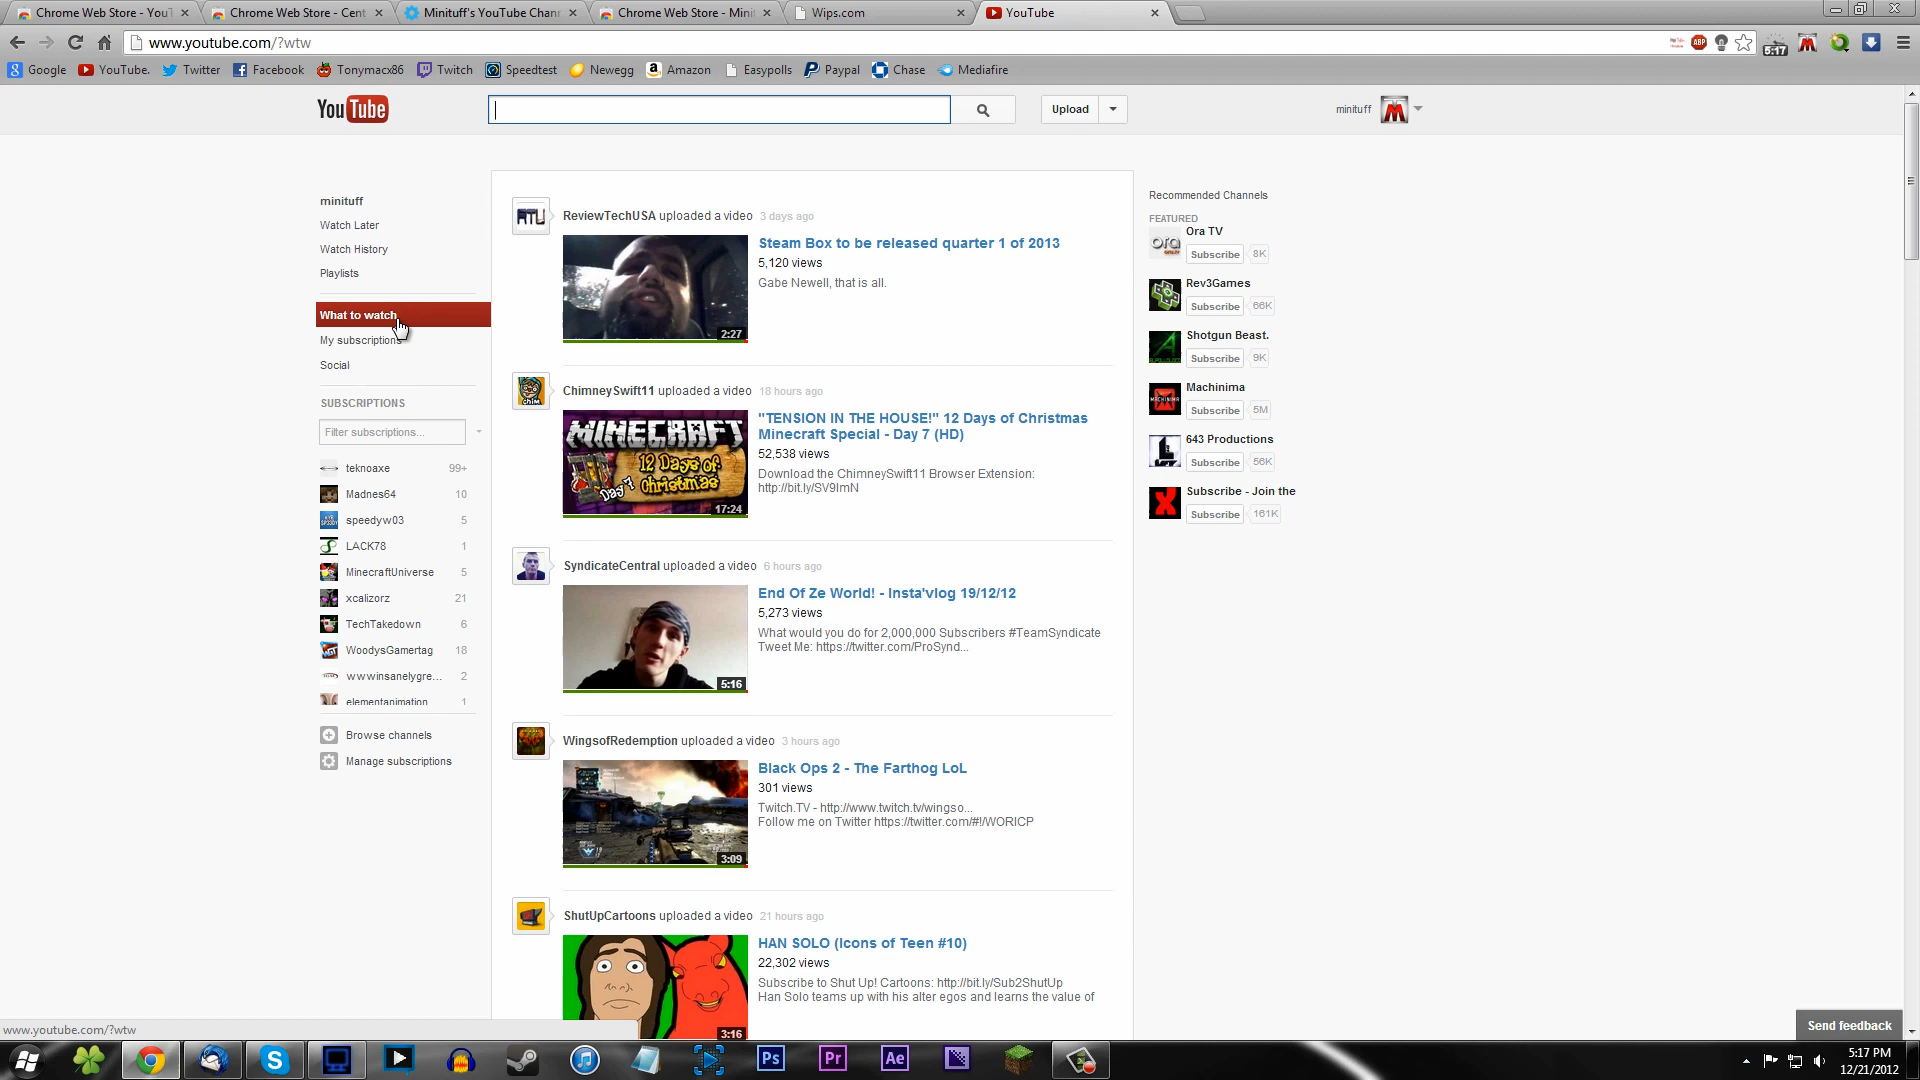 Chrome Web Store - YouT
Chrome Web Store - Cent
Minituff's YouTube Chan
Chrome Web Store - Mini
Wips.com
YouTube
www.youtube.com/?wtw
ABP
5:17
Google
YouTube.
Twitter
Facebook
Tonymacx86
Twitch
Speedtest
Newegg
Amazon
Easypolls
Paypal
Chase
Mediafire
YouTube
Upload
minituff
minituff
Watch Later
Watch History
Playlists
What to watch
My subscriptions
Social
SUBSCRIPTIONS
Filter subscriptions...
teknoaxe 99+
Madnes64 10
speedyw03 5
LACK78 1
MinecraftUniverse 5
xcalizorz 21
TechTakedown 6
WoodysGamertag 18
wwwinsanelygre... 2
elementanimation 1
Browse channels
Manage subscriptions
ReviewTechUSA uploaded a video 3 days ago
2:27
Steam Box to be released quarter 1 of 2013
5,120 views
Gabe Newell, that is all.
ChimneySwift11 uploaded a video 18 hours ago
MINECRAFT
12 Days of
Christmas
Day 7
17:24
"TENSION IN THE HOUSE!" 12 Days of Christmas
Minecraft Special - Day 7 (HD)
52,538 views
Download the ChimneySwift11 Browser Extension:
http://bit.ly/SV9ImN
SyndicateCentral uploaded a video 6 hours ago
5:16
End Of Ze World! - Insta'vlog 19/12/12
5,273 views
What would you do for 2,000,000 Subscribers #TeamSyndicate
Tweet Me: https://twitter.com/ProSynd...
WingsofRedemption uploaded a video 3 hours ago
3:09
Black Ops 2 - The Farthog LoL
301 views
Twitch.TV - http://www.twitch.tv/wingso...
Follow me on Twitter https://twitter.com/#!/WORICP
ShutUpCartoons uploaded a video 21 hours ago
3:16
HAN SOLO (Icons of Teen #10)
22,302 views
Subscribe to Shut Up! Cartoons: http://bit.ly/Sub2ShutUp
Han Solo teams up with his alter egos and learns the value of
Recommended Channels
FEATURED
Ora TV
Subscribe 8K
Rev3Games
Subscribe 66K
Shotgun Beast.
Subscribe 9K
Machinima
Subscribe 5M
643 Productions
Subscribe 56K
Subscribe - Join the
Subscribe 161K
Send feedback
www.youtube.com/?wtw
Ps
Pr
Ae
5:17 PM
12/21/2012